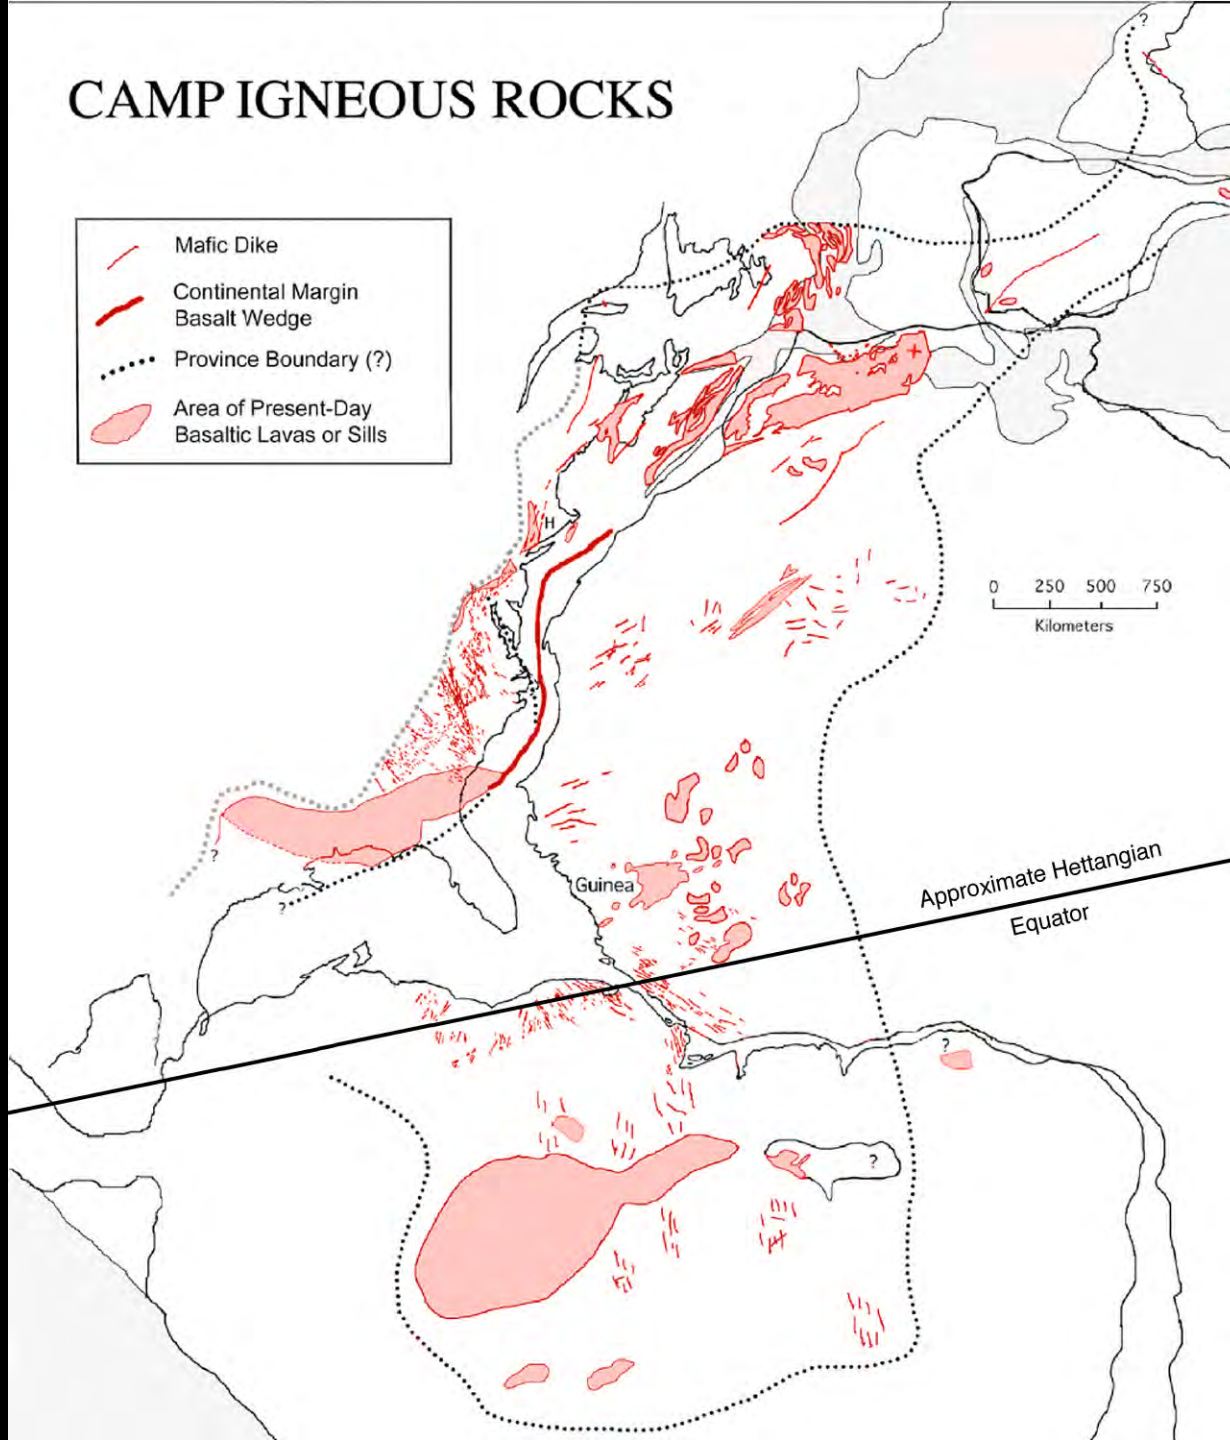 CAMP IGNEOUS ROCKS
Mafic Dike
Continental Margin
Basalt Wedge
Province Boundary (?)
Area of Present-Day
Basaltic Lavas or Sills
?
H
0 250 500 750
Kilometers
?
Guinea
?
Approximate Hettangian
Equator
?
?